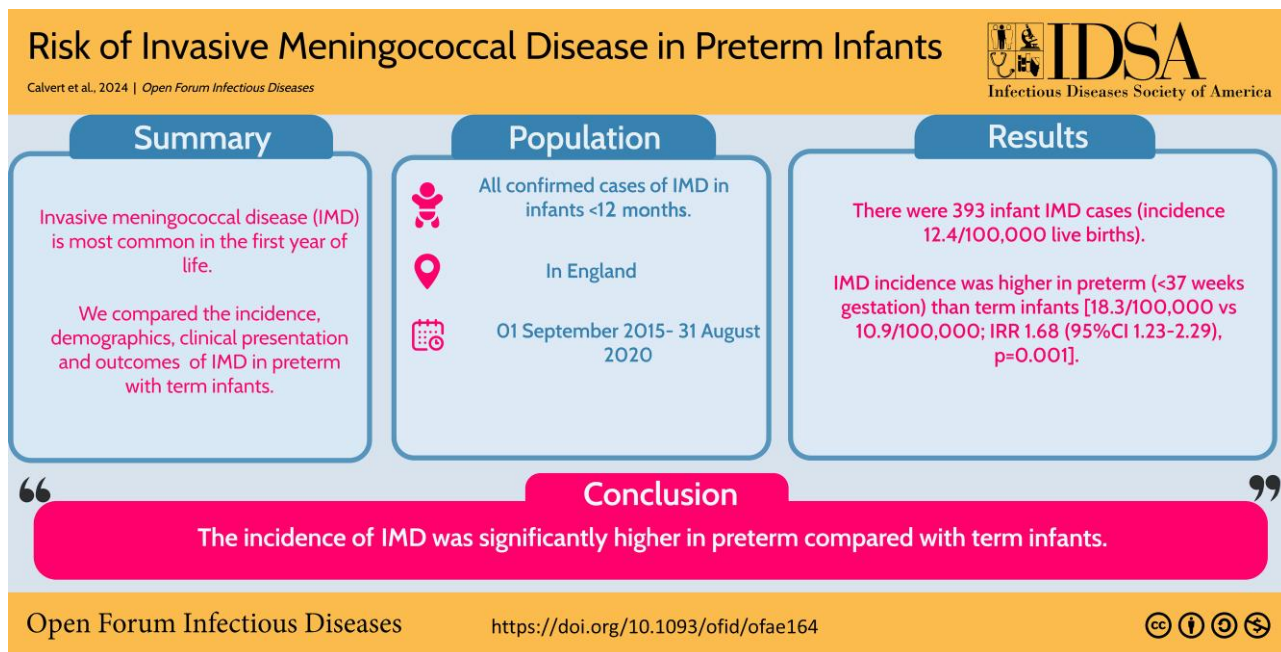 Risk of Invasive Meningococcal Disease in Preterm Infants
Calvert et al., 2024 | Open Forum Infectious Diseases
IDSA
Infectious Diseases Society of America
Summary
Invasive meningococcal disease (IMD)
is most common in the first year of
life.
We compared the incidence,
demographics, clinical presentation
and outcomes of IMD in preterm
with term infants.
Population
All confirmed cases of IMD in
infants <12 months.
In England
01 September 2015- 31 August
2020
Results
There were 393 infant IMD cases (incidence
12.4/100,000 live births).
IMD incidence was higher in preterm (<37 weeks
gestation) than term infants [18.3/100,000 vs
10.9/100,000; IRR 1.68 (95%CI 1.23-2.29),
p=0.001].
“
”
Conclusion
The incidence of IMD was significantly higher in preterm compared with term infants.
Open Forum Infectious Diseases
https://doi.org/10.1093/ofid/ofae164
cc